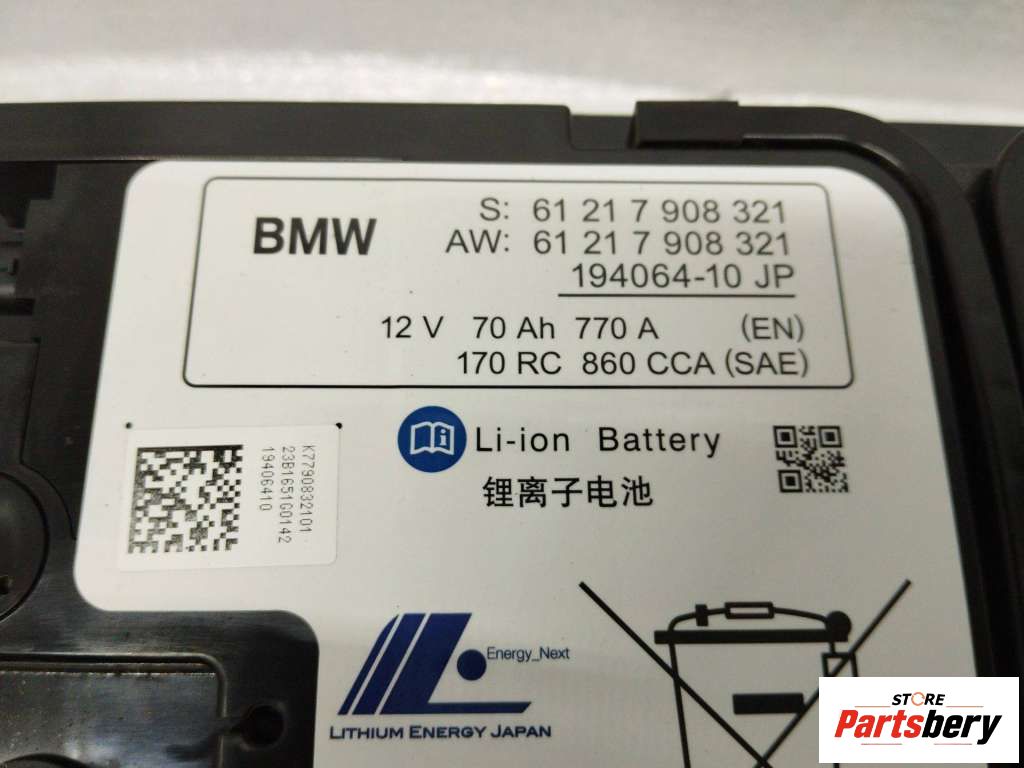 BMW
S: 61 21 7 908 321
AW: 61 21 7 908 321
194064-10 JP
12 V 70 Ah 770 A (EN)
170 RC 860 CCA (SAE)
K7790832101
23B1651G0142
19406410
Li-ion Battery
锂离子电池
Energy_Next
LITHIUM ENERGY JAPAN
STORE
Partsbery